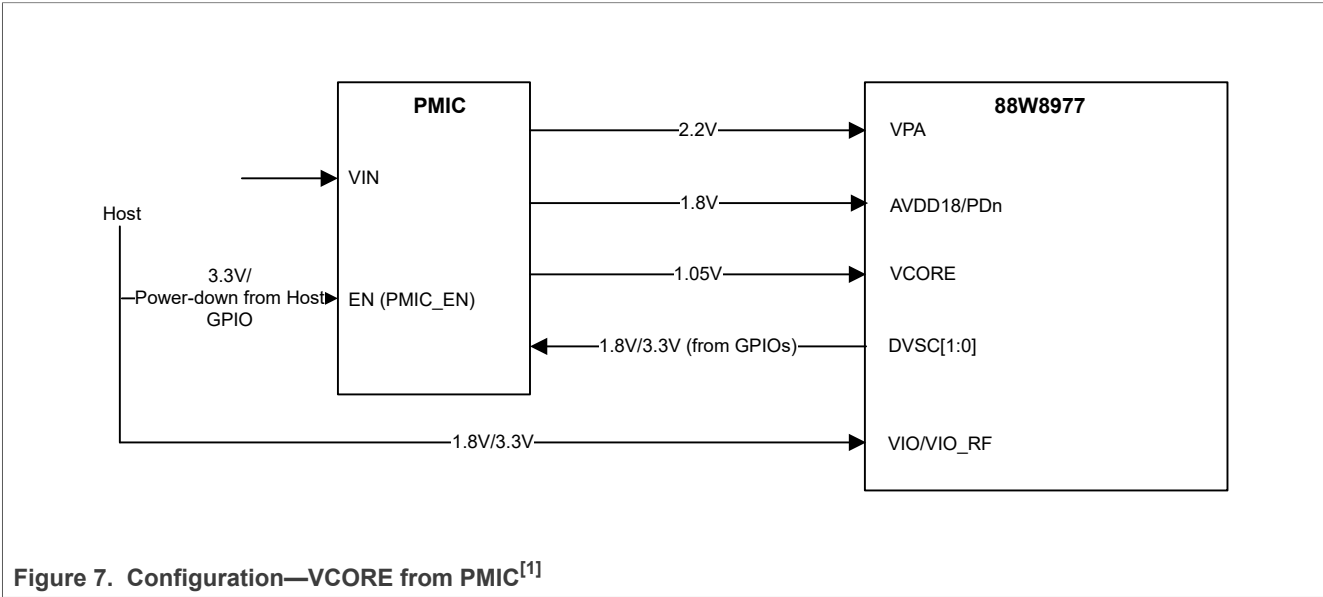 PMIC
88W8977
2.2V
VPA
VIN
1.8V
AVDD18/PDn
Host
3.3V/
Power-down from Host
GPIO
EN (PMIC_EN)
1.05V
VCORE
1.8V/3.3V (from GPIOs)
DVSC[1:0]
1.8V/3.3V
VIO/VIO_RF
Figure 7. Configuration—VCORE from PMIC[1]